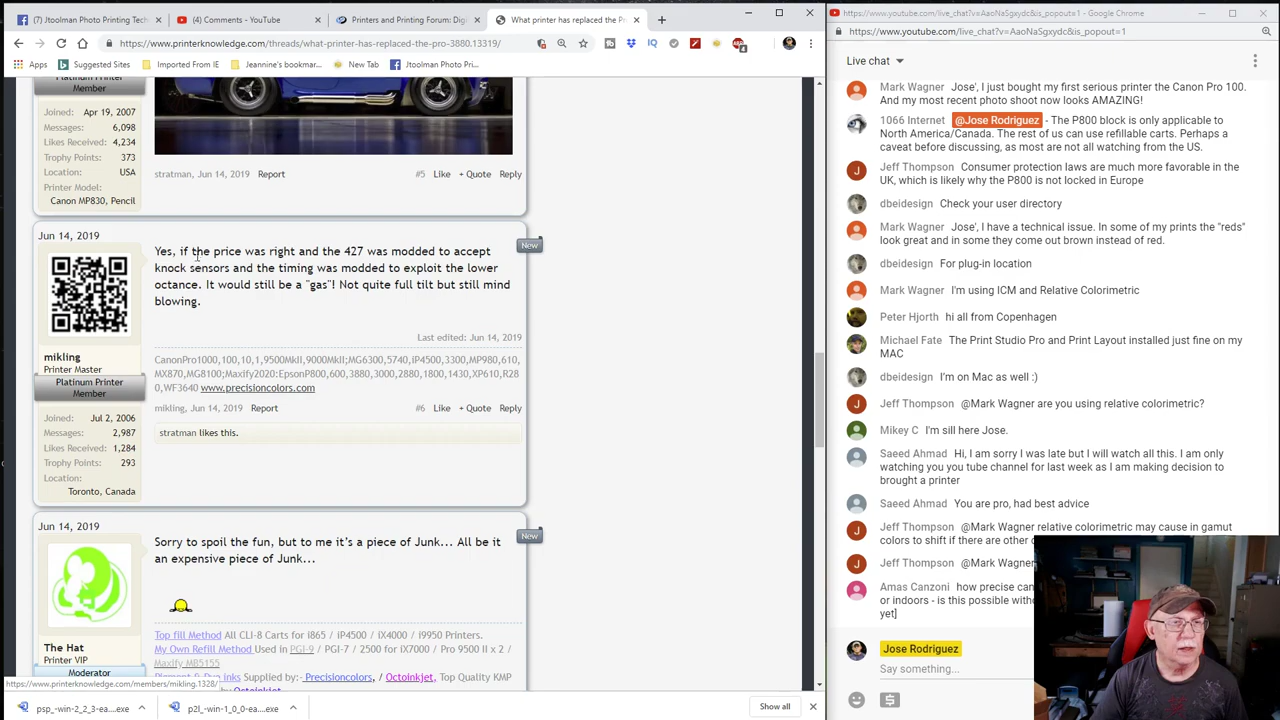 (7) Jtoolman Photo Printing Tech
(4) Comments - YouTube
Printers and Printing Forum: Digi
What printer has replaced the Pr
https://www.printerknowledge.com/threads/what-printer-has-replaced-the-pro-3880.13319/
Apps
Suggested Sites
Imported From IE
Jeannine's bookmar...
New Tab
Jtoolman Photo Pri...
Platinum Printer
Member
Joined: Apr 19, 2007
Messages: 6,098
Likes Received: 4,234
Trophy Points: 373
Location: USA
Printer Model:
Canon MP830, Pencil
stratman, Jun 14, 2019 Report #5 Like + Quote Reply
Jun 14, 2019
New
Yes, if the price was right and the 427 was modded to accept
knock sensors and the timing was modded to exploit the lower
octance. It would still be a "gas"! Not quite full tilt but still mind
blowing.
Last edited: Jun 14, 2019
mikling
Printer Master
Platinum Printer
Member
Joined: Jul 2, 2006
Messages: 2,987
Likes Received: 1,284
Trophy Points: 293
Location:
Toronto, Canada
CanonPro1000,100,10,1,9500MkII,9000MkII;MG6300,5740,iP4500,3300,MP980,610,
MX870,MG8100;Maxify2020:EpsonP800,600,3880,3000,2880,1800,1430,XP610,R28
0,WF3640 www.precisioncolors.com
mikling, Jun 14, 2019 Report #6 Like + Quote Reply
stratman likes this.
Jun 14, 2019
New
Sorry to spoil the fun, but to me it's a piece of Junk... All be it
an expensive piece of Junk...
The Hat
Printer VIP
Moderator
Top fill Method All CLI-8 Carts for i865 / iP4500 / iX4000 / i9950 Printers.
My Own Refill Method Used in PGI-9 / PGI-7 / 2500 for iX7000 / Pro 9500 II x 2 /
Maxify MB5155
Pigment & Dye inks Supplied by:- Precisioncolors, / Octoinkjet, Top Quality KMP
https://www.printerknowledge.com/members/mikling.1328/
psp_-win-2_2_3-ea....exe
p2l_-win-1_0_0-ea....exe
Show all
https://www.youtube.com/live_chat?v=AaoNaSgxydc&is_popout=1 - Google Chrome
https://www.youtube.com/live_chat?v=AaoNaSgxydc&is_popout=1
Live chat
Mark Wagner Jose', I just bought my first serious printer the Canon Pro 100.
And my most recent photo shoot now looks AMAZING!
1066 Internet @Jose Rodriguez - The P800 block is only applicable to
North America/Canada. The rest of us can use refillable carts. Perhaps a
caveat before discussing, as most are not all watching from the US.
Jeff Thompson Consumer protection laws are much more favorable in the
UK, which is likely why the P800 is not locked in Europe
dbeidesign Check your user directory
Mark Wagner Jose', I have a technical issue. In some of my prints the "reds"
look great and in some they come out brown instead of red.
dbeidesign For plug-in location
Mark Wagner I'm using ICM and Relative Colorimetric
Peter Hjorth hi all from Copenhagen
Michael Fate The Print Studio Pro and Print Layout installed just fine on my
MAC
dbeidesign I'm on Mac as well :)
Jeff Thompson @Mark Wagner are you using relative colorimetric?
Mikey C I'm sill here Jose.
Saeed Ahmad Hi, I am sorry I was late but I will watch all this. I am only
watching you you tube channel for last week as I am making decision to
brought a printer
Saeed Ahmad You are pro, had best advice
Jeff Thompson @Mark Wagner relative colorimetric may cause in gamut
colors to shift if there are other
Jeff Thompson @Mark Wagner
Amas Canzoni how precise can
or indoors - is this possible
yet]
Jose Rodriguez
Say something...